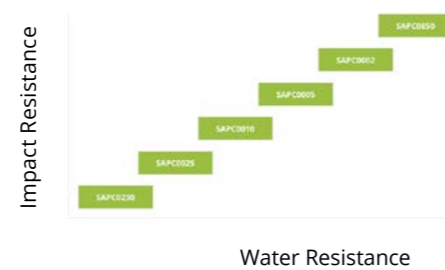 Impact Resistance
SAPC0850
SAPC0002
SAPC0005
SAPC0010
SAPC0025
SAPC0230
Water Resistance